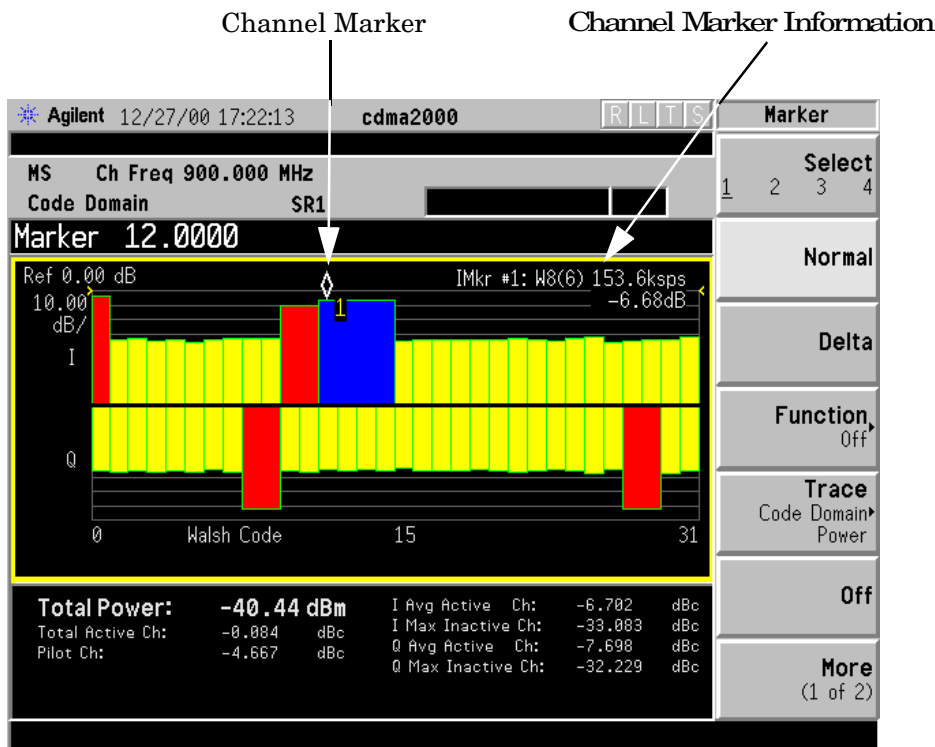 Channel Marker Channel Marker Information
Agilent 12/27/00 17:22:13 cdma2000 R L T S Marker
MS Ch Freq 900.000 MHz
Code Domain SR1
Select
1 2 3 4
Marker 12.0000
Normal
Ref 0.00 dB IMkr #1: W8(6) 153.6ksps
10.00 1 -6.68dB
dB/
I
Delta
Function
Off
Q
Trace
Code Domain
Power
0 Walsh Code 15 31
Off
Total Power: -40.44 dBm I Avg Active Ch: -6.702 dBc
Total Active Ch: -0.084 dBc I Max Inactive Ch: -33.083 dBc
Pilot Ch: -4.667 dBc Q Avg Active Ch: -7.698 dBc
Q Max Inactive Ch: -32.229 dBc
More
(1 of 2)